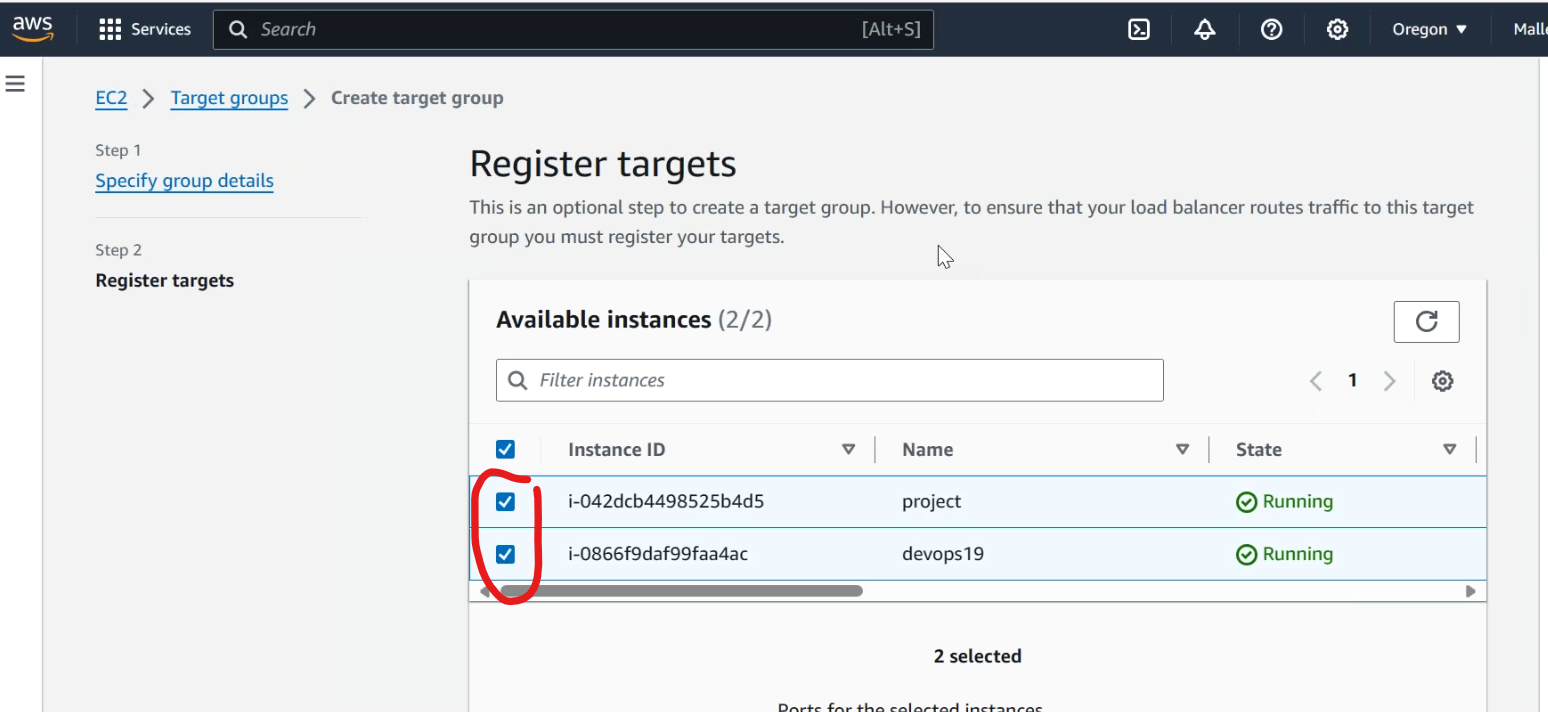 aws Services Search [Alt+S] Oregon
EC2 Target groups Create target group
Step 1
Specify group details
Step 2
Register targets
Register targets
This is an optional step to create a target group. However, to ensure that your load balancer routes traffic to this target
group you must register your targets.
Available instances (2/2)
Filter instances 1
Instance ID Name State
i-042dcb4498525b4d5 project Running
i-0866f9daf99faa4ac devops19 Running
2 selected
Ports for the selected instances